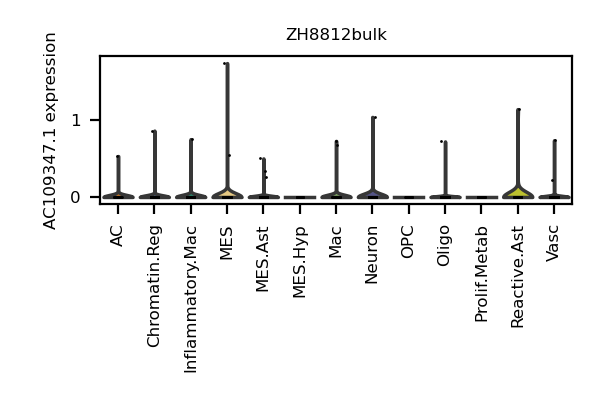 ZH8812bulk
AC109347.1 expression
1
0
AC
Chromatin.Reg
Inflammatory.Mac
MES
MES.Ast
MES.Hyp
Mac
Neuron
OPC
Oligo
Prolif.Metab
Reactive.Ast
Vasc